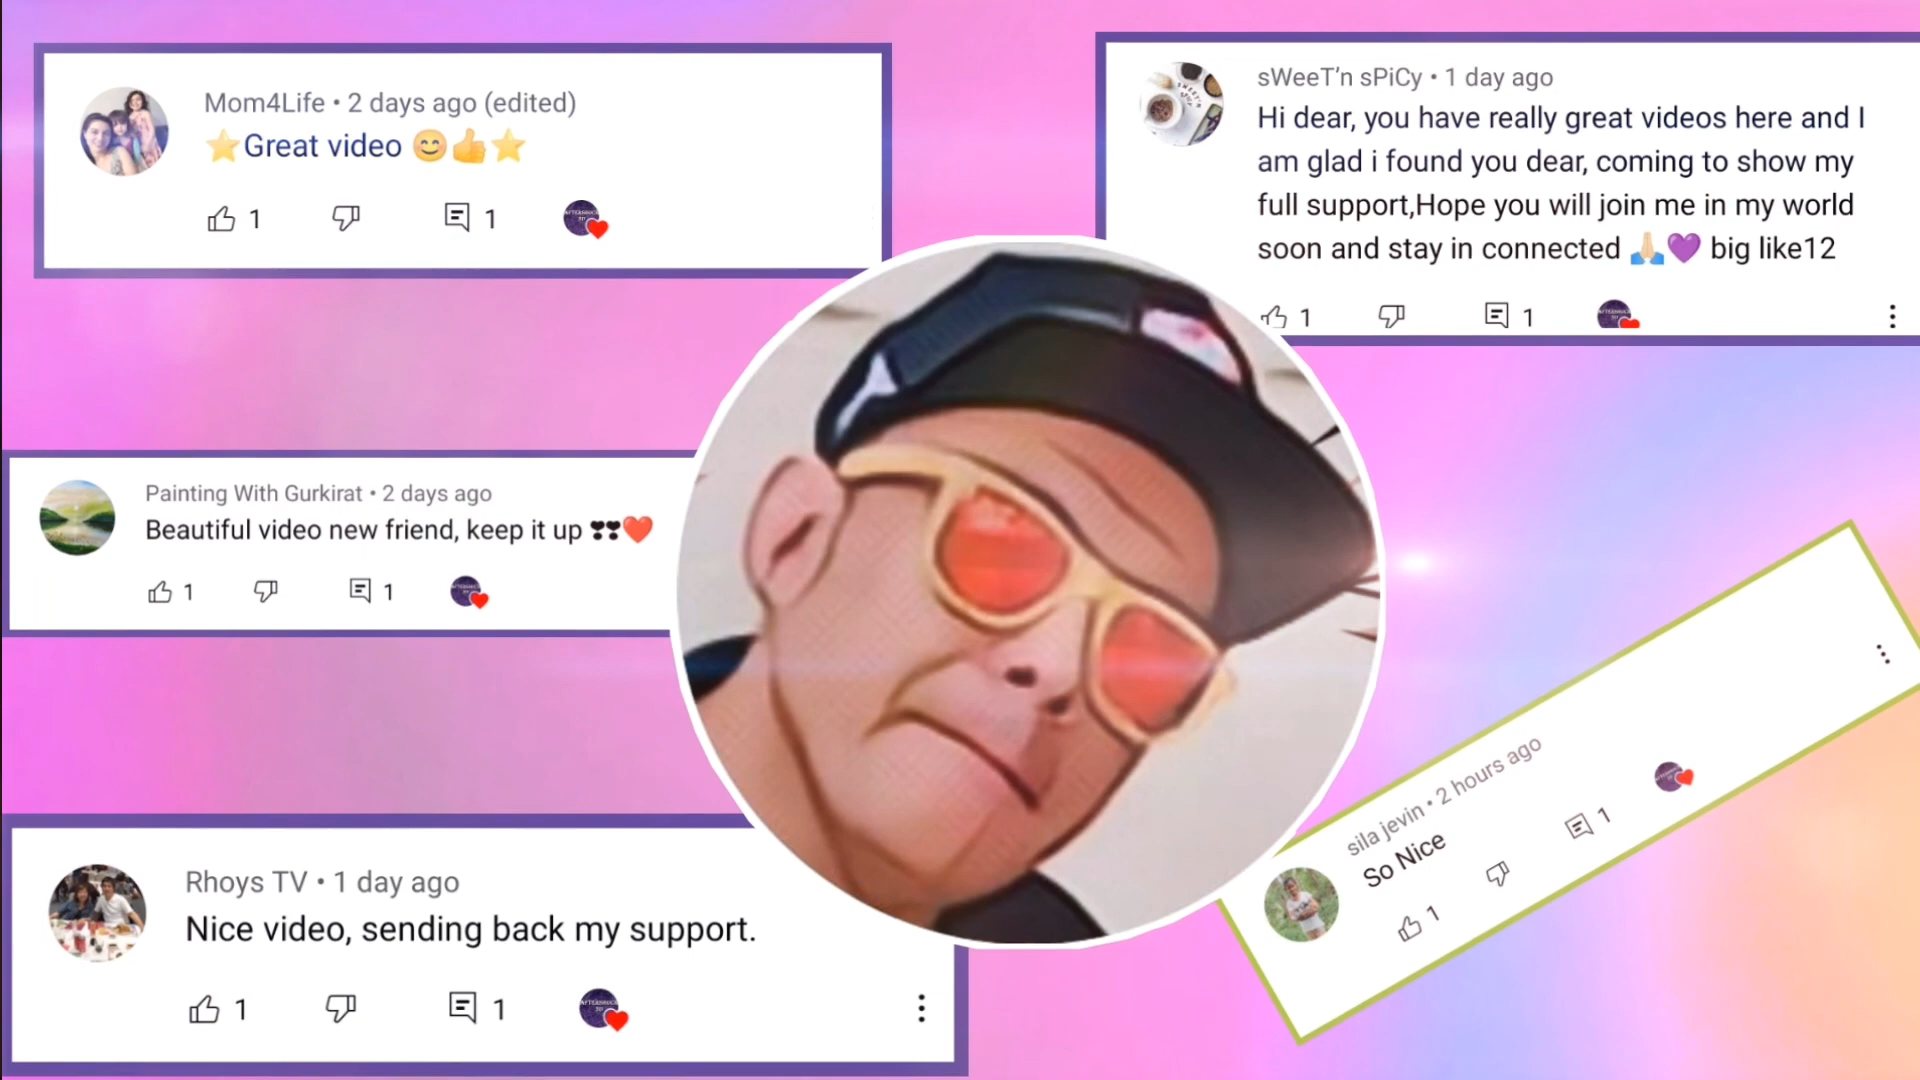 Mom4Life • 2 days ago (edited)
⭐Great video 😊👍⭐
1 1
sWeeT'n sPiCy • 1 day ago
Hi dear, you have really great videos here and I
am glad i found you dear, coming to show my
full support,Hope you will join me in my world
soon and stay in connected 🙏🏻💜 big like12
1 1
Painting With Gurkirat • 2 days ago
Beautiful video new friend, keep it up ❣❣❤️
1 1
sila jevin • 2 hours ago
So Nice
1 1
Rhoys TV • 1 day ago
Nice video, sending back my support.
1 1